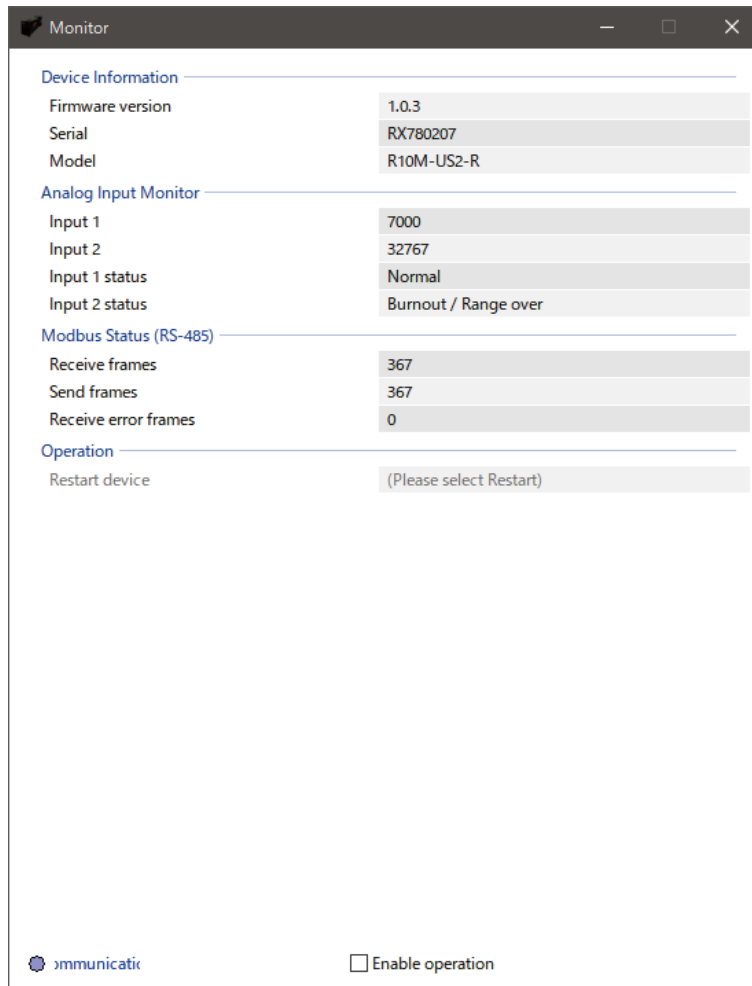 Monitor
Device Information
Firmware version 1.0.3
Serial RX780207
Model R10M-US2-R
Analog Input Monitor
Input 1 7000
Input 2 32767
Input 1 status Normal
Input 2 status Burnout / Range over
Modbus Status (RS-485)
Receive frames 367
Send frames 367
Receive error frames 0
Operation
Restart device (Please select Restart)
Enable operation